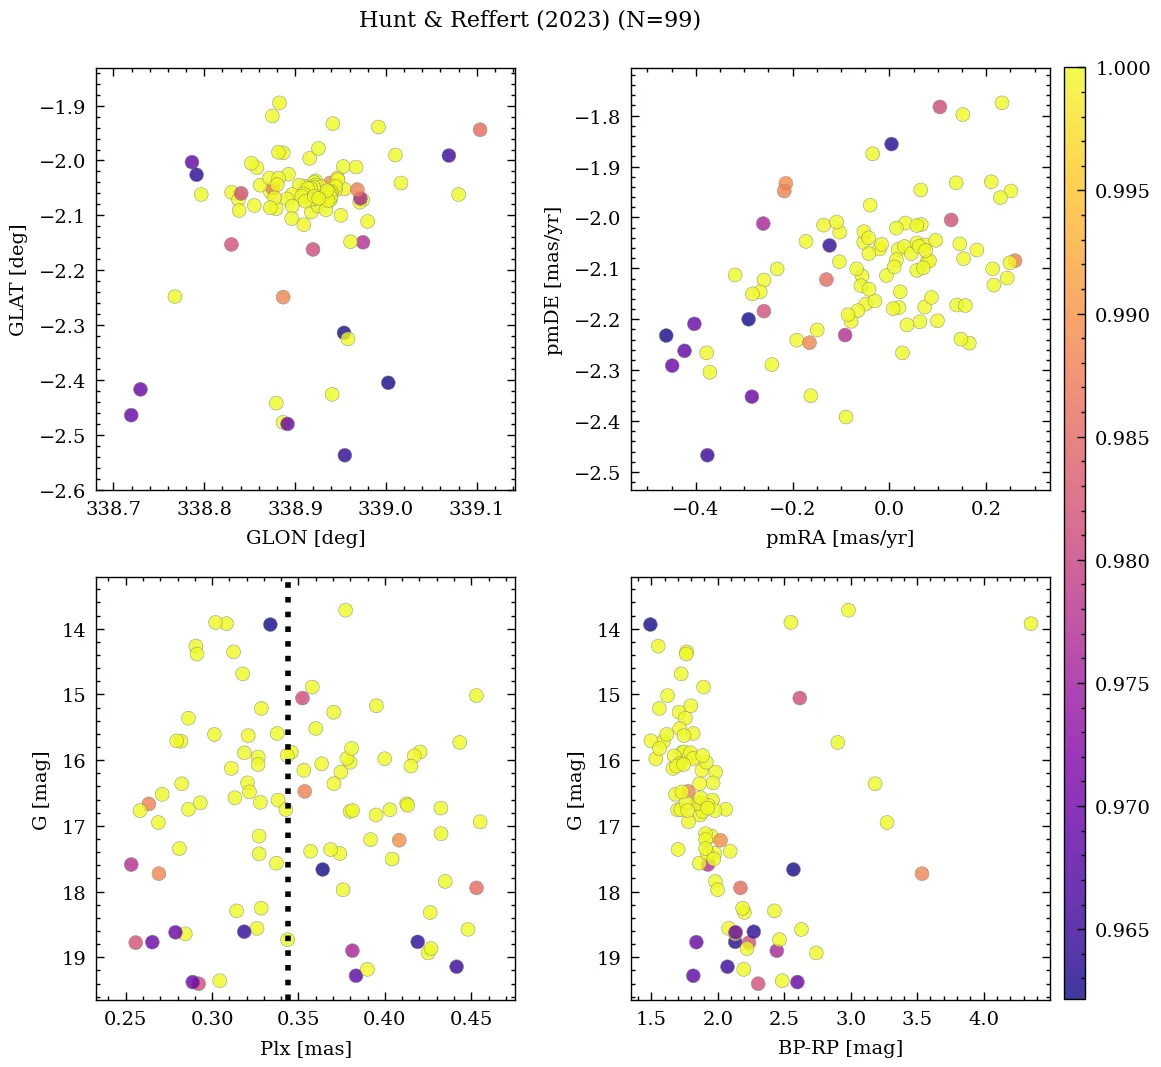 Hunt & Reffert (2023) (N=99)
−1.9
−2.0
−2.1
−2.2
−2.3
−2.4
−2.5
−2.6
GLAT [deg]
338.7 338.8 338.9 339.0 339.1
GLON [deg]
−1.8
−1.9
−2.0
−2.1
−2.2
−2.3
−2.4
−2.5
pmDE [mas/yr]
−0.4 −0.2 0.0 0.2
pmRA [mas/yr]
14
15
16
17
18
19
G [mag]
0.25 0.30 0.35 0.40 0.45
Plx [mas]
14
15
16
17
18
19
G [mag]
1.5 2.0 2.5 3.0 3.5 4.0
BP-RP [mag]
1.000
0.995
0.990
0.985
0.980
0.975
0.970
0.965